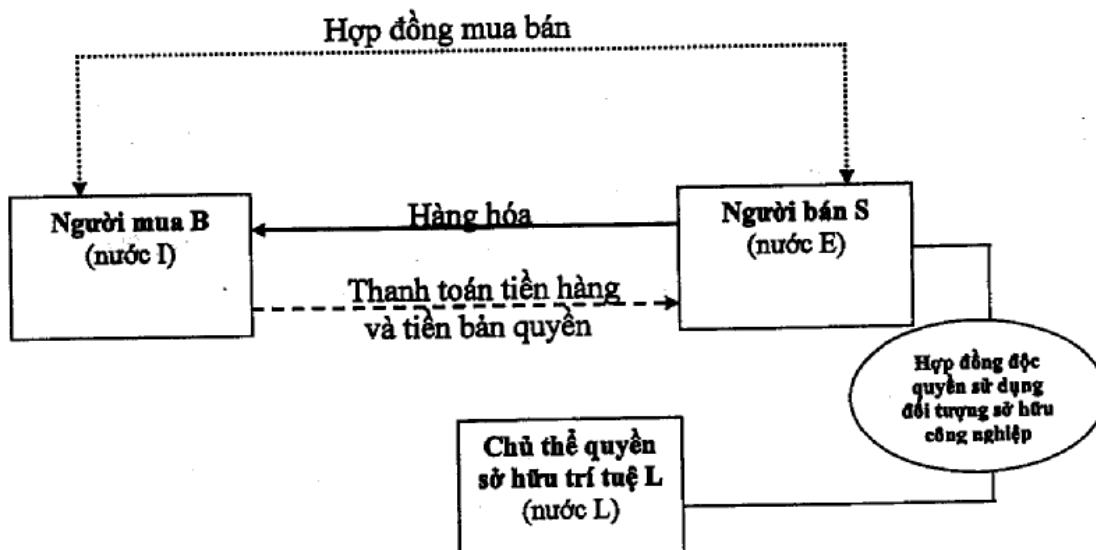 Hợp đồng mua bán
Người mua B
(nước I)
Hàng hóa
Người bán S
(nước E)
Thanh toán tiền hàng
và tiền bản quyền
Hợp đồng độc
quyền sử dụng
đối tượng sở hữu
công nghiệp
Chủ thể quyền
sở hữu trí tuệ L
(nước L)